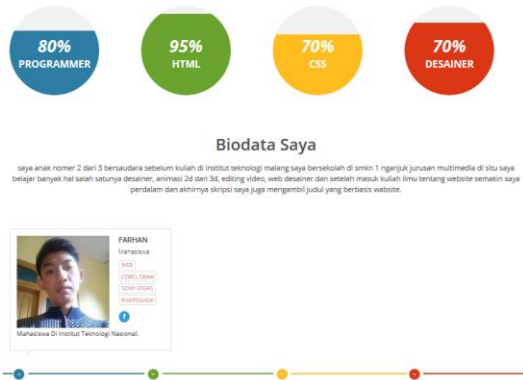 80%
PROGRAMMER
95%
HTML
70%
CSS
70%
DESAINER
Biodata Saya
saya anak nomer 2 dari 3 bersaudara sebelum kuliah di institut teknologi malang saya bersekolah di smkn 1 nganjuk jurusan multimedia di situ saya
belajar banyak hal salah satunya desainer, animasi 2d dan 3d, editing video, web desainer dan setelah masuk kuliah ilmu tentang website semakin saya
perdalam dan akhirnya skripsi saya juga mengambil judul yang berbasis wabsite.
FARHAN
Mahasiswa
WEB
COREL DRAW
SONY VEGAS
PHOTOSHOP
f
Mahasiswa Di Institut Teknologi Nasional.